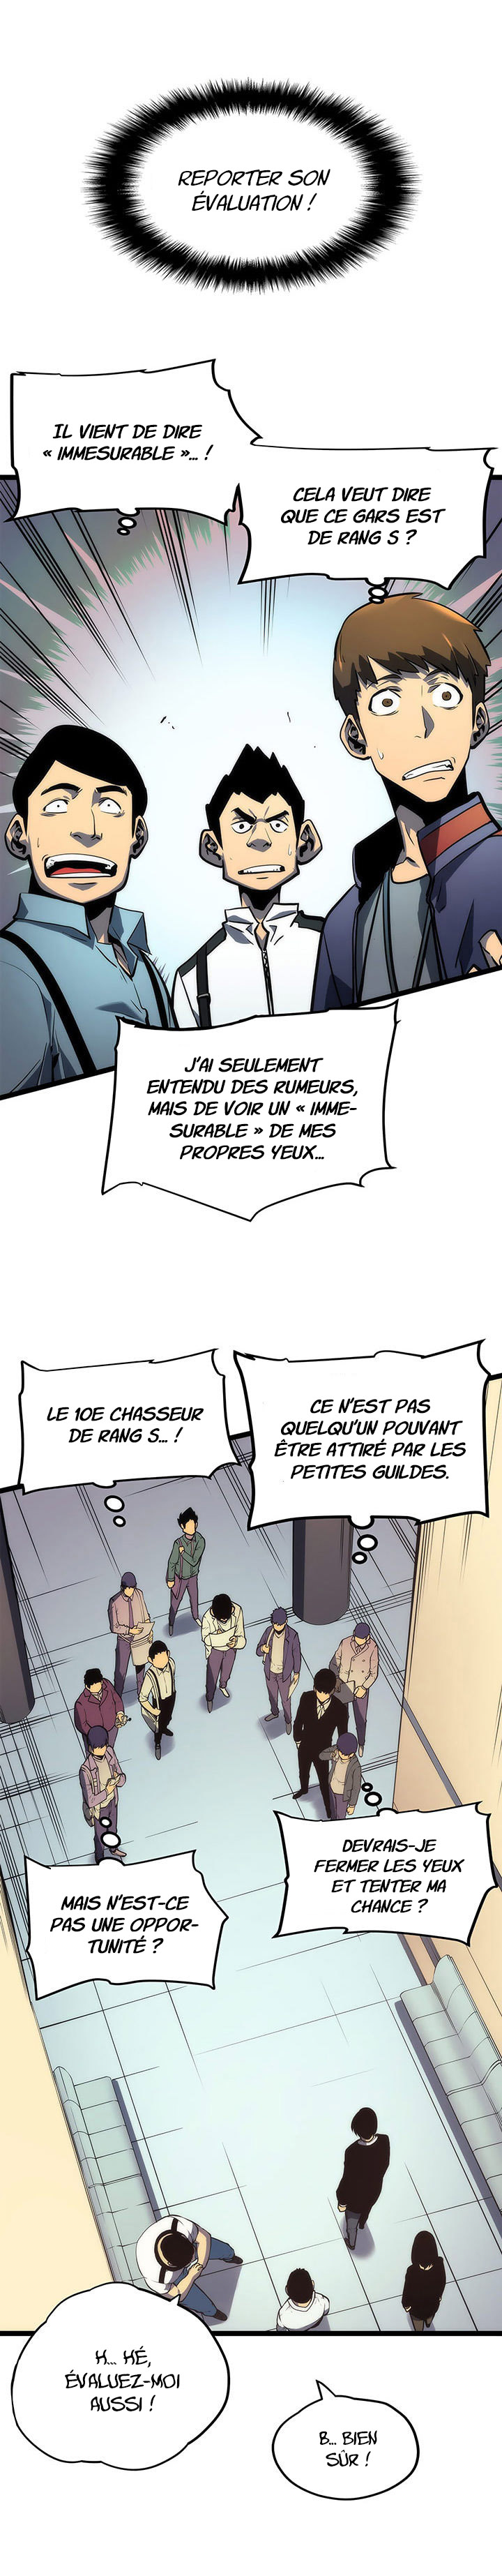 REPORTER SON
ÉVALUATION !
IL VIENT DE DIRE
« IMMESURABLE »... !
CELA VEUT DIRE
QUE CE GARS EST
DE RANG S ?
J'AI SEULEMENT
ENTENDU DES RUMEURS,
MAIS DE VOIR UN « IMME-
SURABLE » DE MES
PROPRES YEUX...
LE 10E CHASSEUR
DE RANG S... !
CE N'EST PAS
QUELQU'UN POUVANT
ÊTRE ATTIRÉ PAR LES
PETITES GUILDES.
MAIS N'EST-CE
PAS UNE OPPOR-
TUNITÉ ?
DEVRAIS-JE
FERMER LES YEUX
ET TENTER MA
CHANCE ?
H... HÉ,
ÉVALUEZ-MOI
AUSSI !
B... BIEN
SÛR !